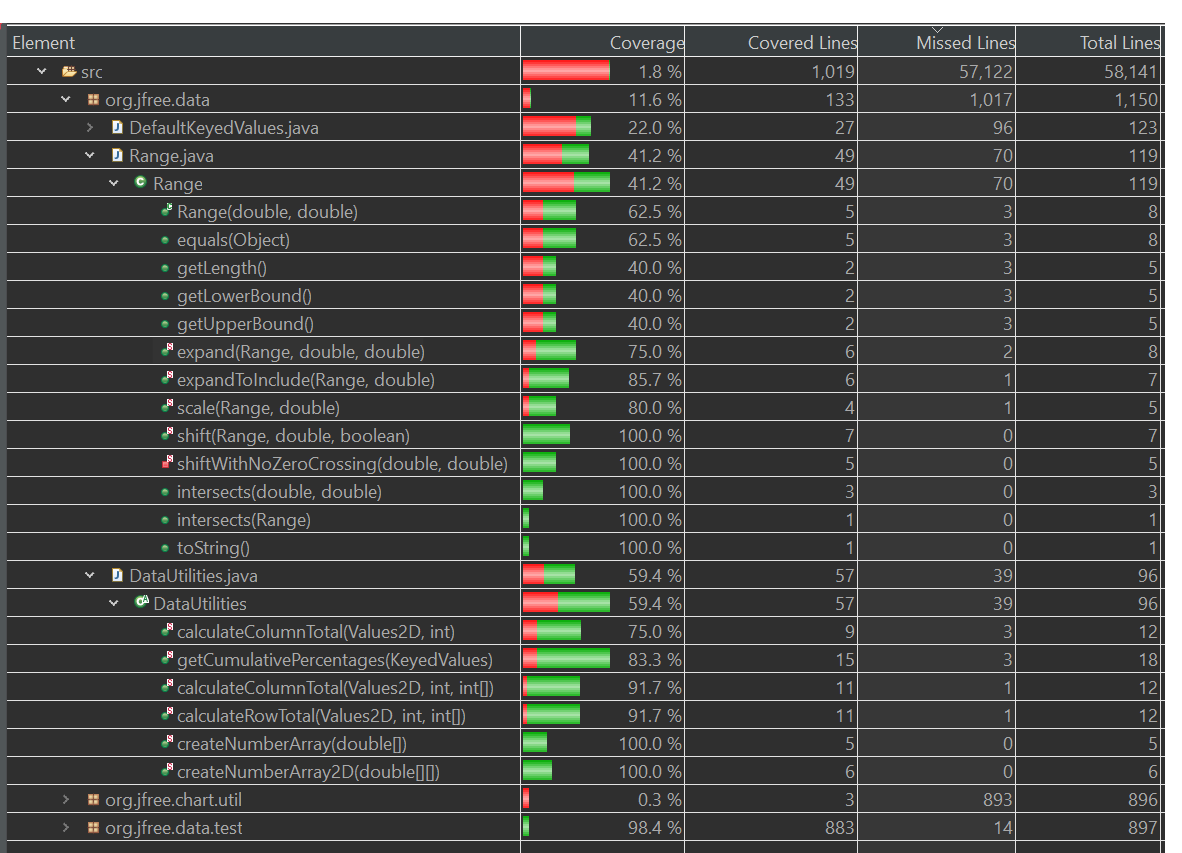 Element Coverage Covered Lines Missed Lines Total Lines
src 1.8 % 1,019 57,122 58,141
org.jfree.data 11.6 % 133 1,017 1,150
DefaultKeyedValues.java 22.0 % 27 96 123
Range.java 41.2 % 49 70 119
Range 41.2 % 49 70 119
Range(double, double) 62.5 % 5 3 8
equals(Object) 62.5 % 5 3 8
getLength() 40.0 % 2 3 5
getLowerBound() 40.0 % 2 3 5
getUpperBound() 40.0 % 2 3 5
expand(Range, double, double) 75.0 % 6 2 8
expandToInclude(Range, double) 85.7 % 6 1 7
scale(Range, double) 80.0 % 4 1 5
shift(Range, double, boolean) 100.0 % 7 0 7
shiftWithNoZeroCrossing(double, double) 100.0 % 5 0 5
intersects(double, double) 100.0 % 3 0 3
intersects(Range) 100.0 % 1 0 1
toString() 100.0 % 1 0 1
DataUtilities.java 59.4 % 57 39 96
DataUtilities 59.4 % 57 39 96
calculateColumnTotal(Values2D, int) 75.0 % 9 3 12
getCumulativePercentages(KeyedValues) 83.3 % 15 3 18
calculateColumnTotal(Values2D, int, int[]) 91.7 % 11 1 12
calculateRowTotal(Values2D, int, int[]) 91.7 % 11 1 12
createNumberArray(double[]) 100.0 % 5 0 5
createNumberArray2D(double[][]) 100.0 % 6 0 6
org.jfree.chart.util 0.3 % 3 893 896
org.jfree.data.test 98.4 % 883 14 897